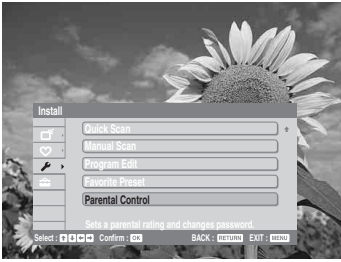 Install
Quick Scan
Manual Scan
Program Edit
Favorite Preset
Parental Control
Sets a parental rating and changes password.
Select : Confirm : OK BACK : RETURN EXIT : MENU